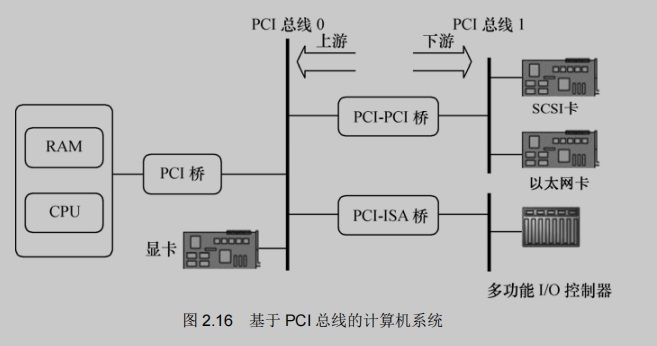 PCI 总线 0
PCI 总线 1
上游
下游
PCI-PCI 桥
SCSI卡
RAM
CPU
PCI 桥
以太网卡
PCI-ISA 桥
显卡
多功能 I/O 控制器
图 2.16 基于 PCI 总线的计算机系统